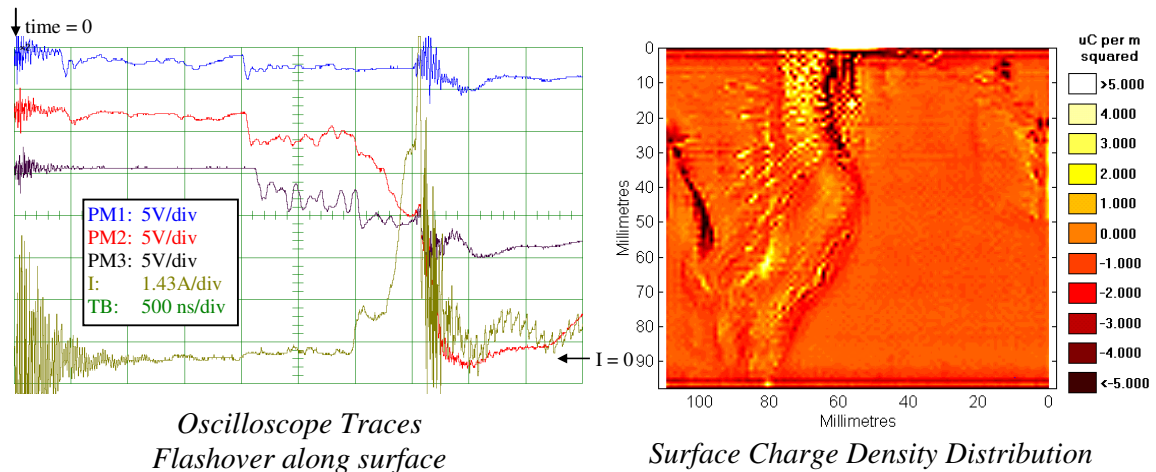 time = 0
PM1: 5V/div
PM2: 5V/div
PM3: 5V/div
I: 1.43A/div
TB: 500 ns/div
I = 0
Oscilloscope Traces
Flashover along surface
0
10
20
30
40
50
60
70
80
90
Millimetres
100
80
60
40
20
0
Millimetres
uC per m
squared
>5.000
4.000
3.000
2.000
1.000
0.000
-1.000
-2.000
-3.000
-4.000
<-5.000
Surface Charge Density Distribution